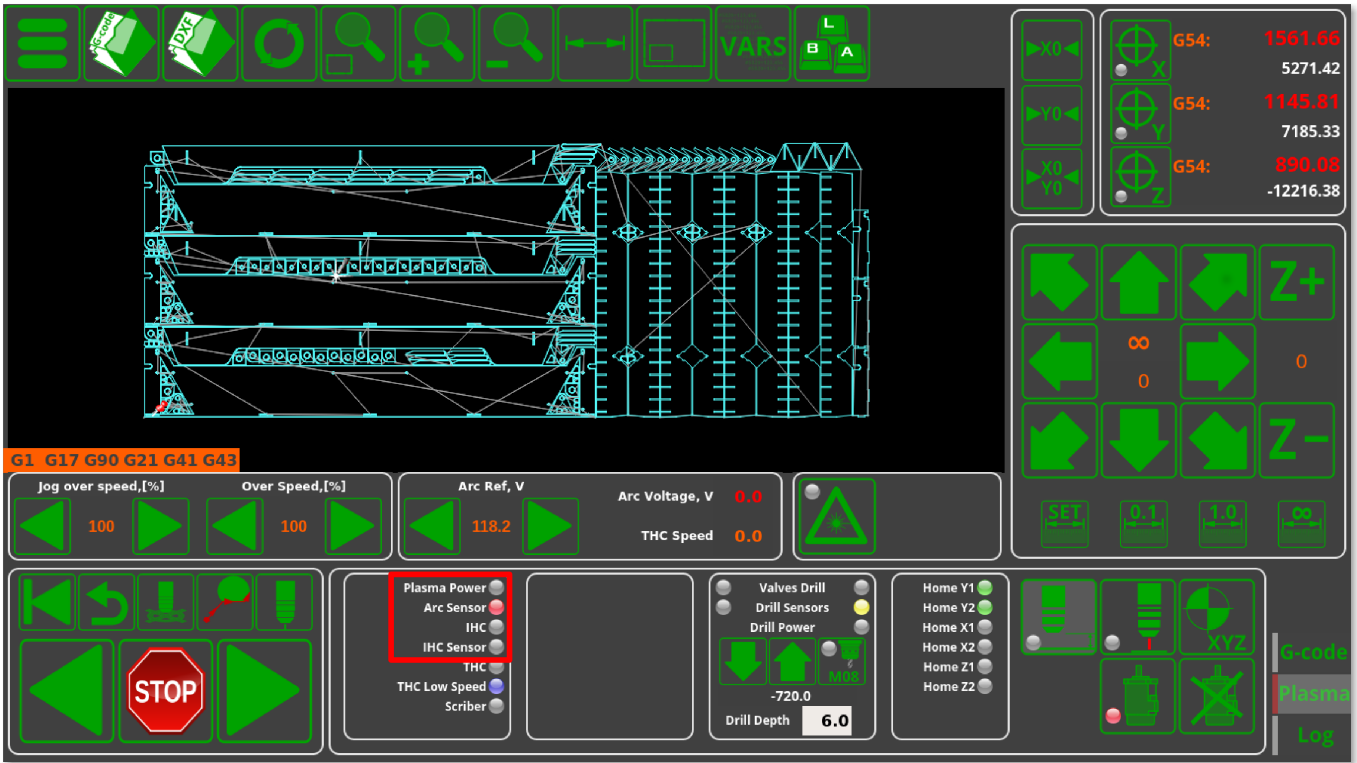 G-code
DXF
VARS
L
B
A
X0
Y0
X0
Y0
X
G54:
1561.66
5271.42
Y
G54:
1145.81
7185.33
Z
G54:
890.08
-12216.38
Z+
∞
0
0
Z−
SET
0.1
1.0
∞
G1 G17 G90 G21 G41 G43
Jog over speed,[%]
100
Over Speed,[%]
100
Arc Ref, V
118.2
Arc Voltage, V 0.0
THC Speed 0.0
STOP
Plasma Power
Arc Sensor
IHC
IHC Sensor
THC
THC Low Speed
Scriber
Valves Drill
Drill Sensors
Drill Power
M08
-720.0
Drill Depth 6.0
Home Y1
Home Y2
Home X1
Home X2
Home Z1
Home Z2
XYZ
G-code
Plasma
Log